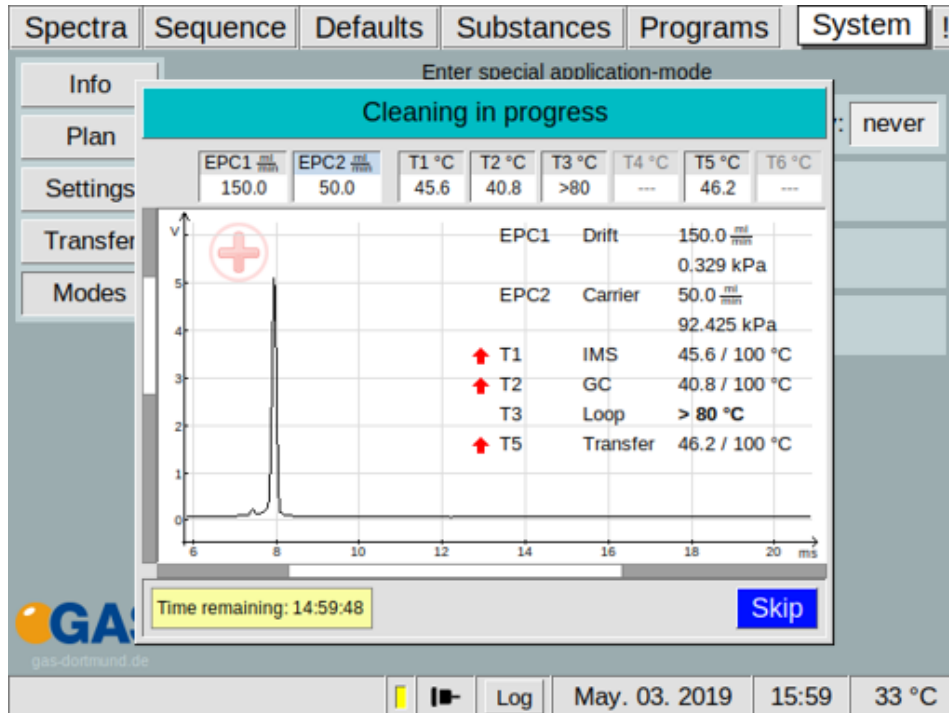 Spectra Sequence Defaults Substances Programs System !
Info
Enter special application-mode
Plan
Cleaning in progress
: never
Settings
Transfer
Modes
EPC1 ml/min EPC2 ml/min T1 °C T2 °C T3 °C T4 °C T5 °C T6 °C
150.0 50.0 45.6 40.8 >80 --- 46.2 ---
V
EPC1 Drift 150.0 ml/min
0.329 kPa
EPC2 Carrier 50.0 ml/min
92.425 kPa
T1 IMS 45.6 / 100 °C
T2 GC 40.8 / 100 °C
T3 Loop > 80 °C
T5 Transfer 46.2 / 100 °C
5
4
3
2
1
0
6 8 10 12 14 16 18 20 ms
Time remaining: 14:59:48
Skip
GAS
gas-dortmund.de
Log May. 03. 2019 15:59 33 °C